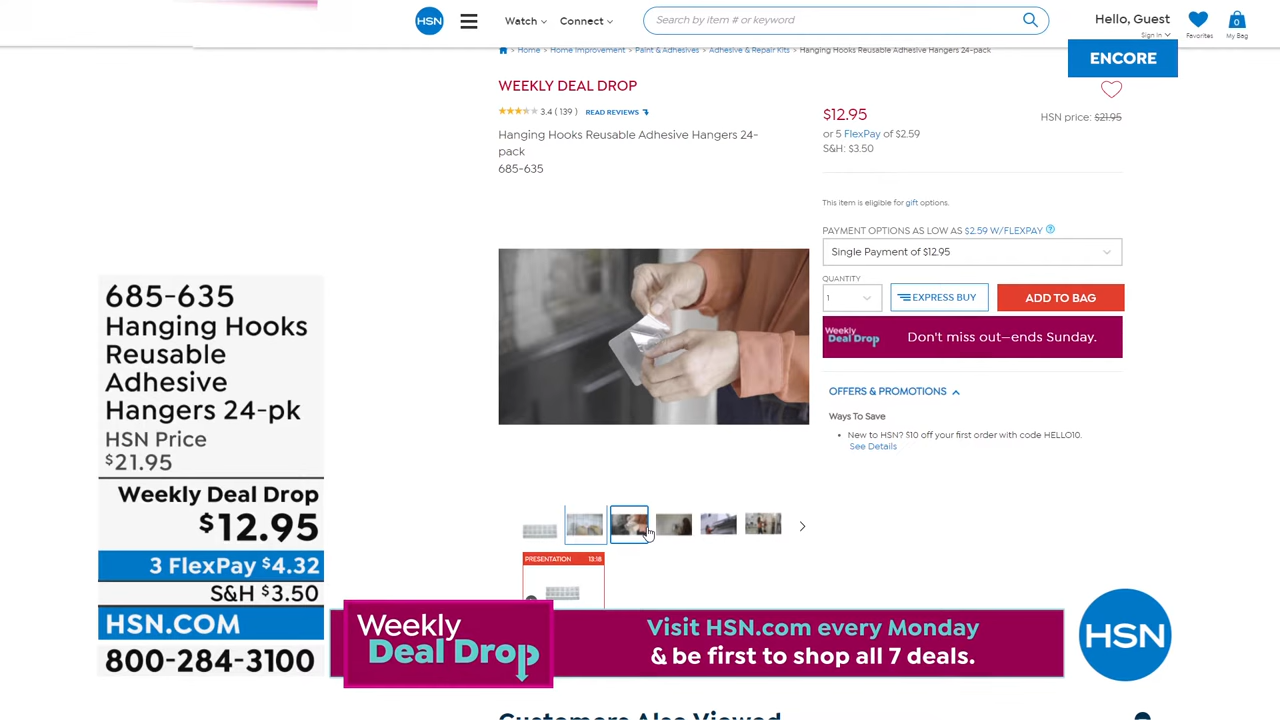 HSN
Watch
Connect
Search by item # or keyword
Hello, Guest
Sign In
Favorites
0
My Bag
Home > Home Improvement > Paint & Adhesives > Adhesive & Repair Kits > Hanging Hooks Reusable Adhesive Hangers 24-pack
ENCORE
WEEKLY DEAL DROP
3.4 ( 139 ) READ REVIEWS
Hanging Hooks Reusable Adhesive Hangers 24-
pack
685-635
$12.95
HSN price: $21.95
or 5 FlexPay of $2.59
S&H: $3.50
This item is eligible for gift options.
PAYMENT OPTIONS AS LOW AS $2.59 W/FLEXPAY
Single Payment of $12.95
QUANTITY
1
EXPRESS BUY
ADD TO BAG
Weekly
Deal Drop
Don't miss out—ends Sunday.
OFFERS & PROMOTIONS
Ways To Save
• New to HSN? $10 off your first order with code HELLO10.
See Details
PRESENTATION 13:18
685-635
Hanging Hooks
Reusable
Adhesive
Hangers 24-pk
HSN Price
$21.95
Weekly Deal Drop
$12.95
3 FlexPay $4.32
S&H $3.50
HSN.COM
800-284-3100
Weekly
Deal Drop
Visit HSN.com every Monday
& be first to shop all 7 deals.
HSN
Customers Also Viewed